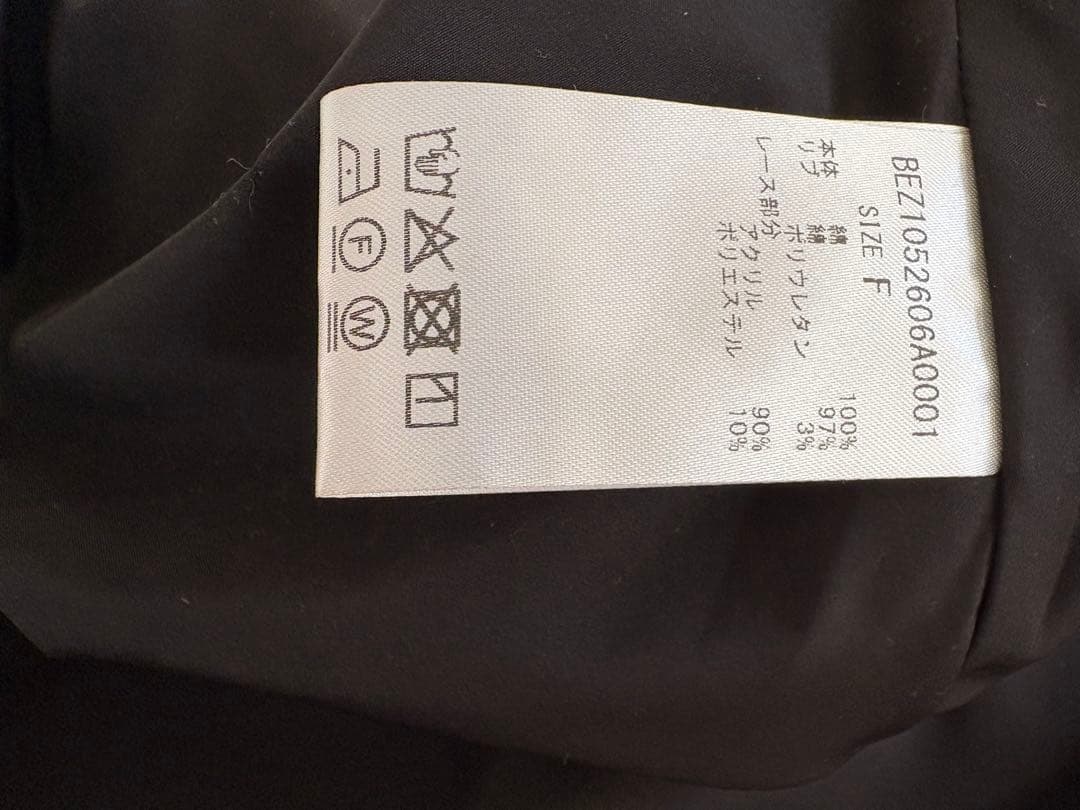 BEZ1052606A0001
SIZE F
本体 綿 100%
リブ 綿 97%
ポリウレタン 3%
レース部分 アクリル 90%
ポリエステル 10%
F
W